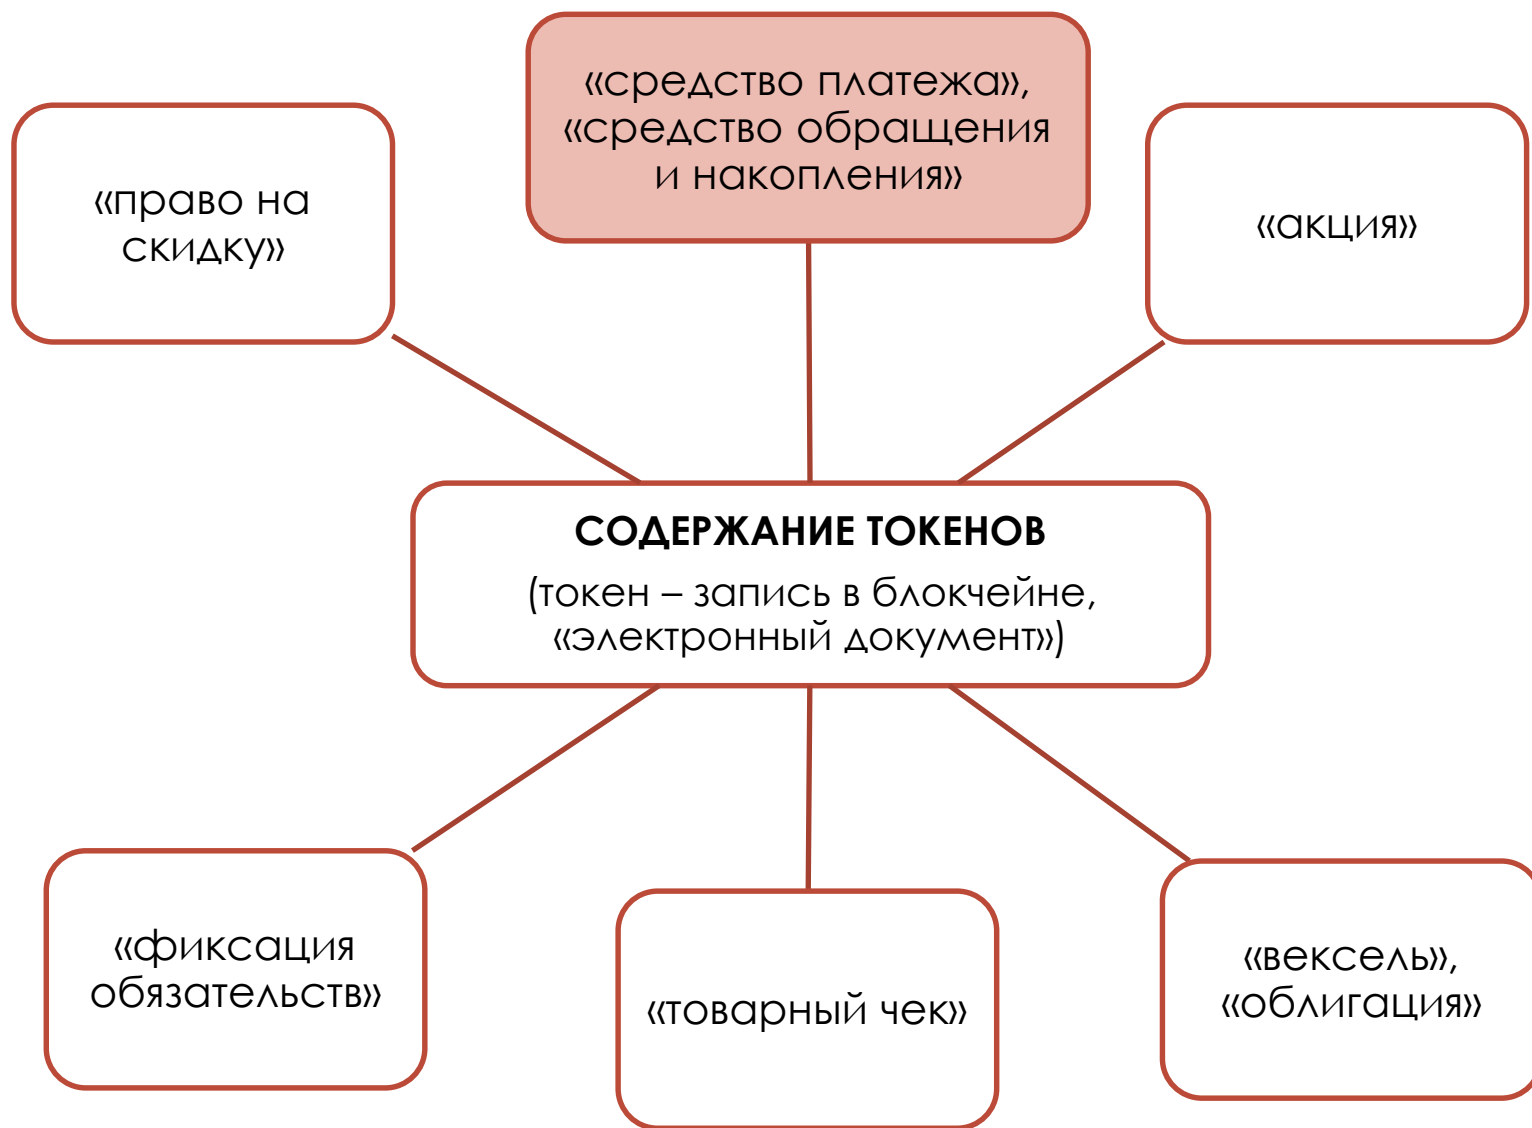 «средство платежа»,
«средство обращения
и накопления»
«право на
скидку»
«акция»
СОДЕРЖАНИЕ ТОКЕНОВ
(токен – запись в блокчейне,
«электронный документ»)
«фиксация
обязательств»
«товарный чек»
«вексель»,
«облигация»